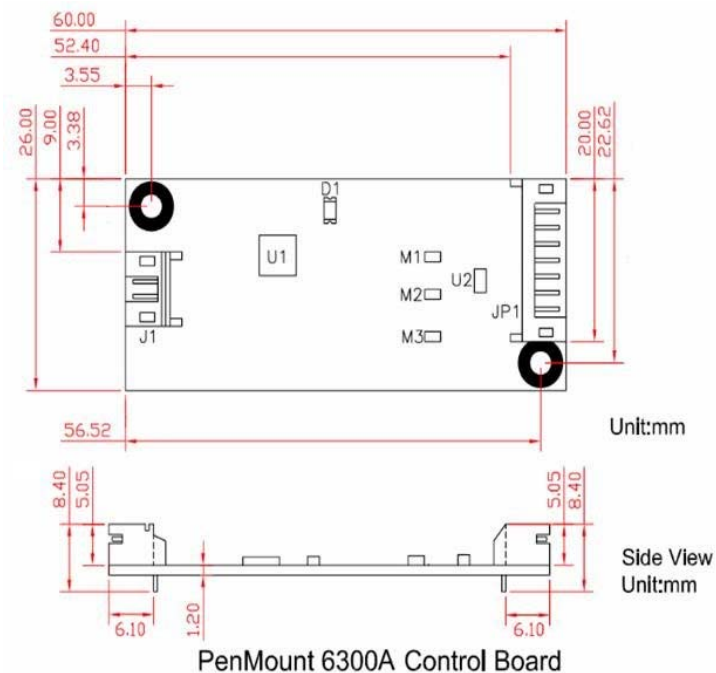 60.00
52.40
3.55
26.00
9.00
3.38
20.00
22.62
D1
U1
M1
M2
U2
JP1
M3
J1
56.52
Unit:mm
8.40
5.05
5.05
8.40
Side View
Unit:mm
6.10
1.20
6.10
PenMount 6300A Control Board